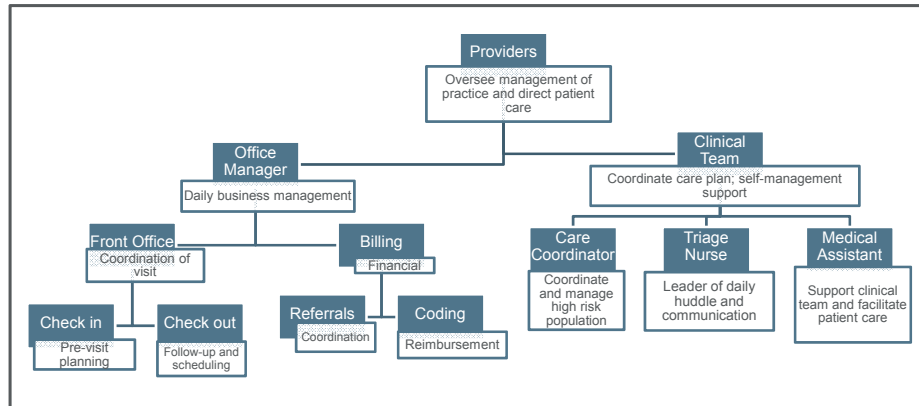 Providers
Oversee management of
practice and direct patient
care
Office
Manager
Daily business management
Clinical
Team
Coordinate care plan; self-management
support
Front Office
Coordination of
visit
Billing
Financial
Care
Coordinator
Coordinate
and manage
high risk
population
Triage
Nurse
Leader of daily
huddle and
communication
Medical
Assistant
Support clinical
team and facilitate
patient care
Check in
Pre-visit
planning
Check out
Follow-up and
scheduling
Referrals
Coordination
Coding
Reimbursement